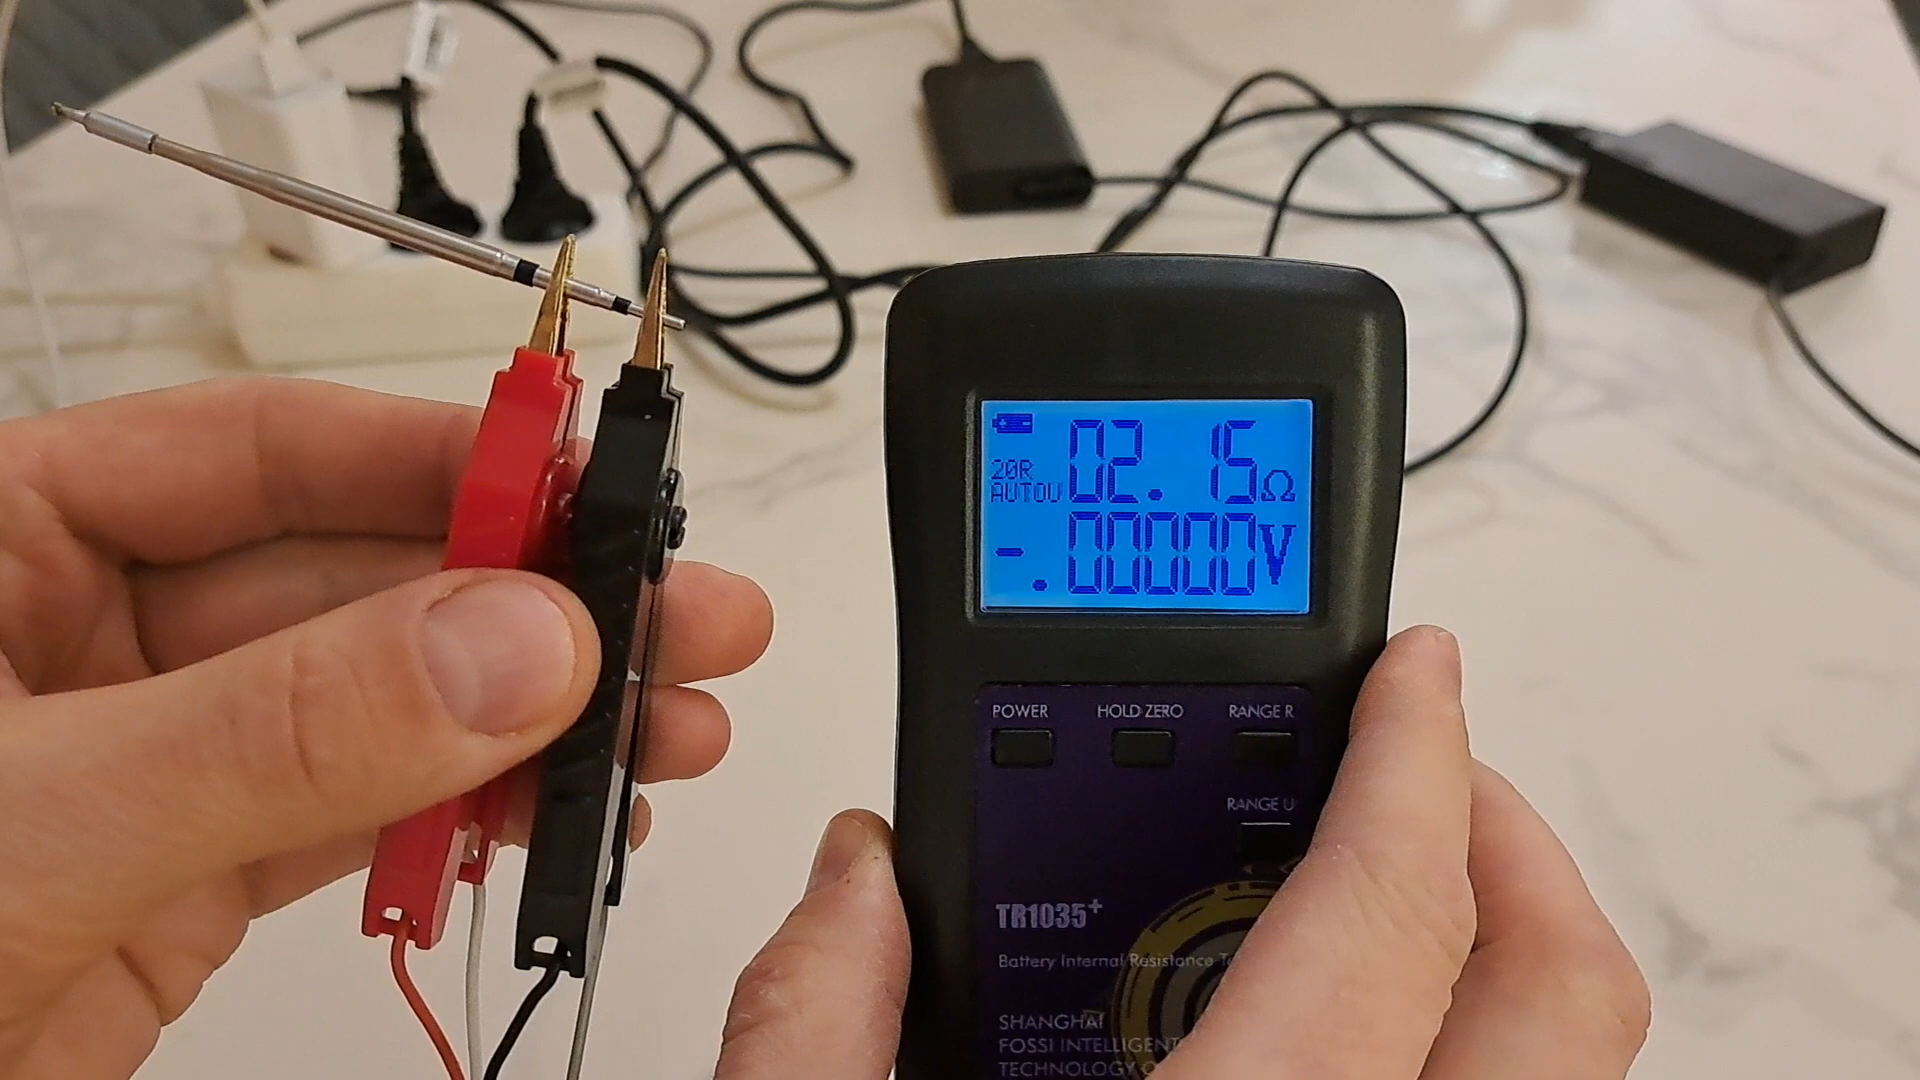 02.15Ω
20R
AUTOU
-.00000V
POWER HOLD ZERO RANGE R
RANGE U
TR1035+
Battery Internal Resistance
SHANGHAI
FOSSI INTELLIGENT
TECHNOLOGY